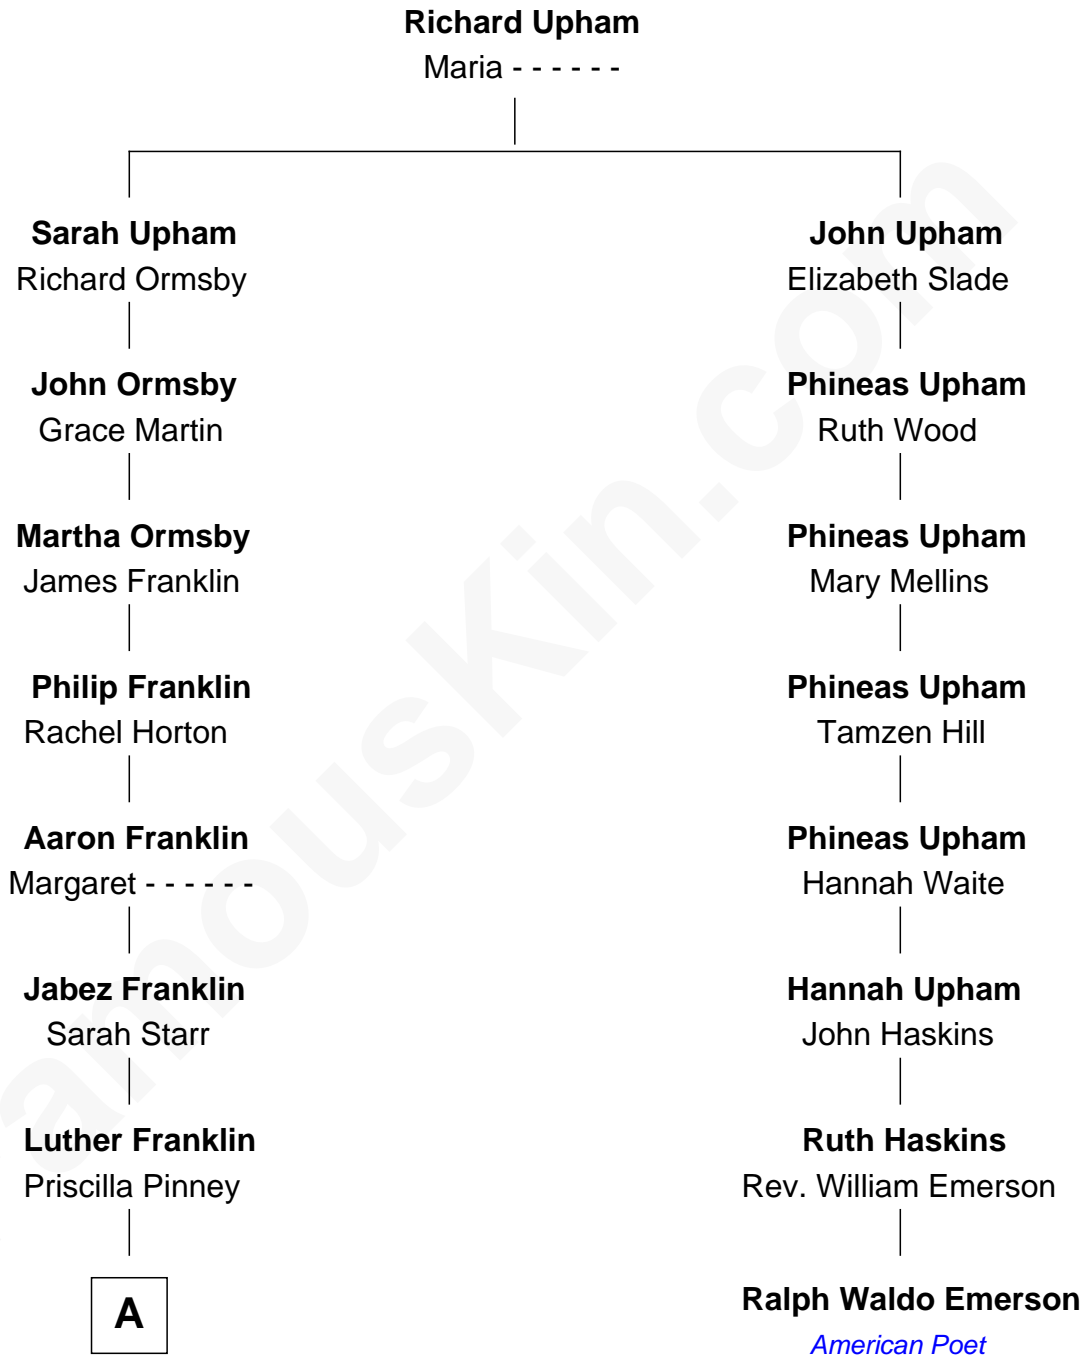 Richard Upham
Maria - - - - - -
Sarah Upham
Richard Ormsby
John Upham
Elizabeth Slade
John Ormsby
Grace Martin
Phineas Upham
Ruth Wood
Martha Ormsby
James Franklin
Phineas Upham
Mary Mellins
Philip Franklin
Rachel Horton
Phineas Upham
Tamzen Hill
Aaron Franklin
Margaret - - - - - -
Phineas Upham
Hannah Waite
Jabez Franklin
Sarah Starr
Hannah Upham
John Haskins
Luther Franklin
Priscilla Pinney
Ruth Haskins
Rev. William Emerson
A
Ralph Waldo Emerson
American Poet
amouskin.com